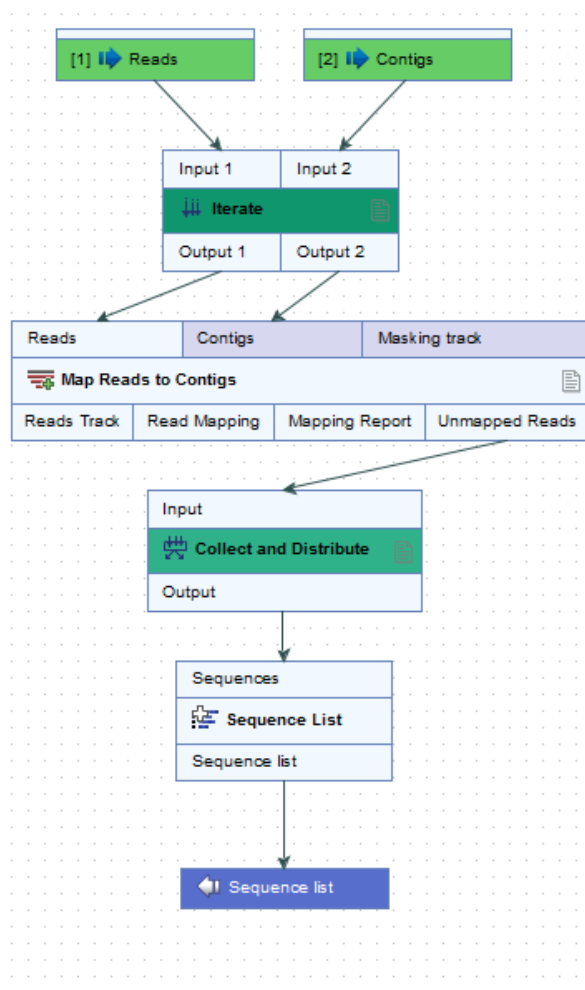 [1] Reads [2] Contigs
Input 1 Input 2
Iterate
Output 1 Output 2
Reads Contigs Masking track
Map Reads to Contigs
Reads Track Read Mapping Mapping Report Unmapped Reads
Input
Collect and Distribute
Output
Sequences
Sequence List
Sequence list
Sequence list